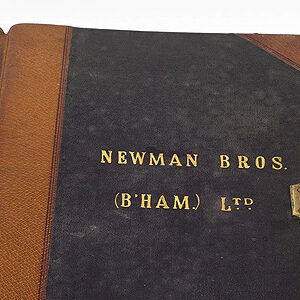 NEWMAN BROS.
(B'HAM.) LTD